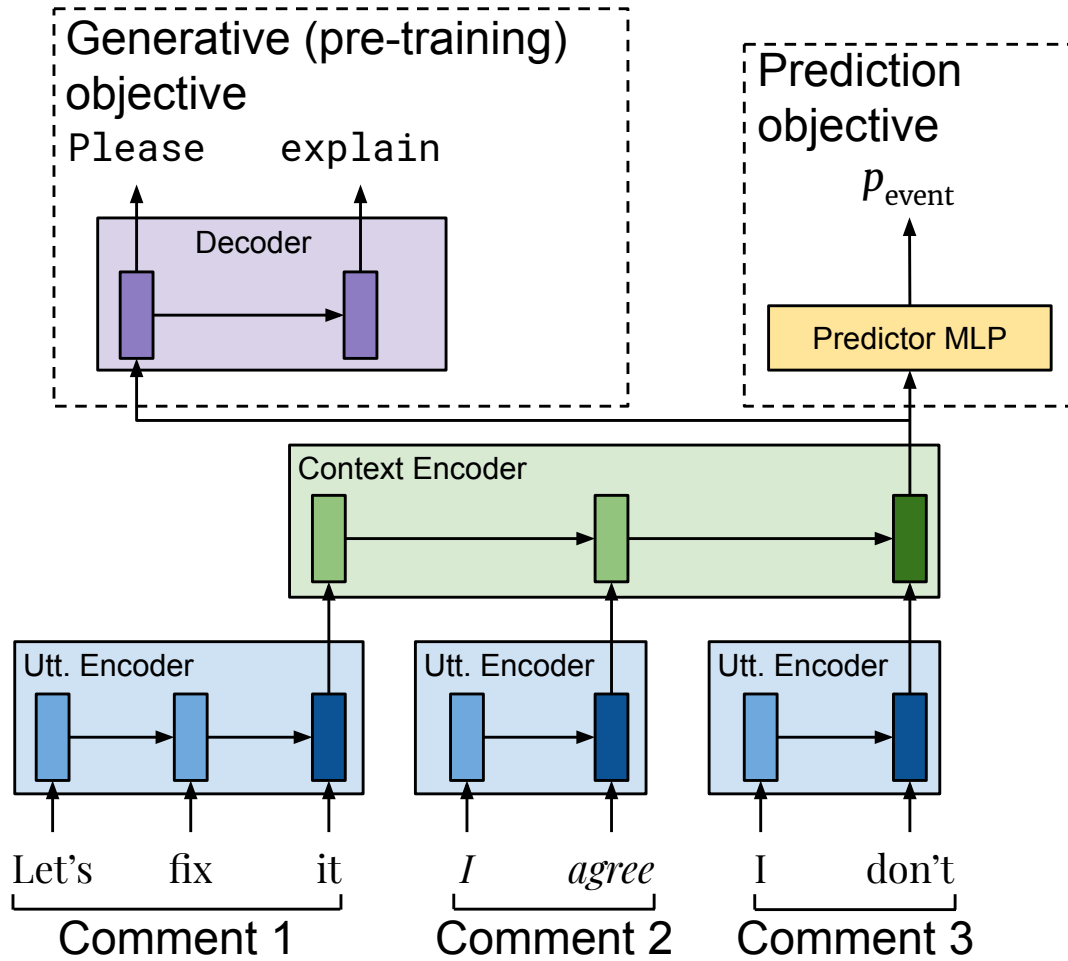 Generative (pre-training)
objective
Please explain
Decoder
Prediction
objective
p_event
Predictor MLP
Context Encoder
Utt. Encoder Utt. Encoder Utt. Encoder
Let’s fix it I agree I don’t
Comment 1 Comment 2 Comment 3